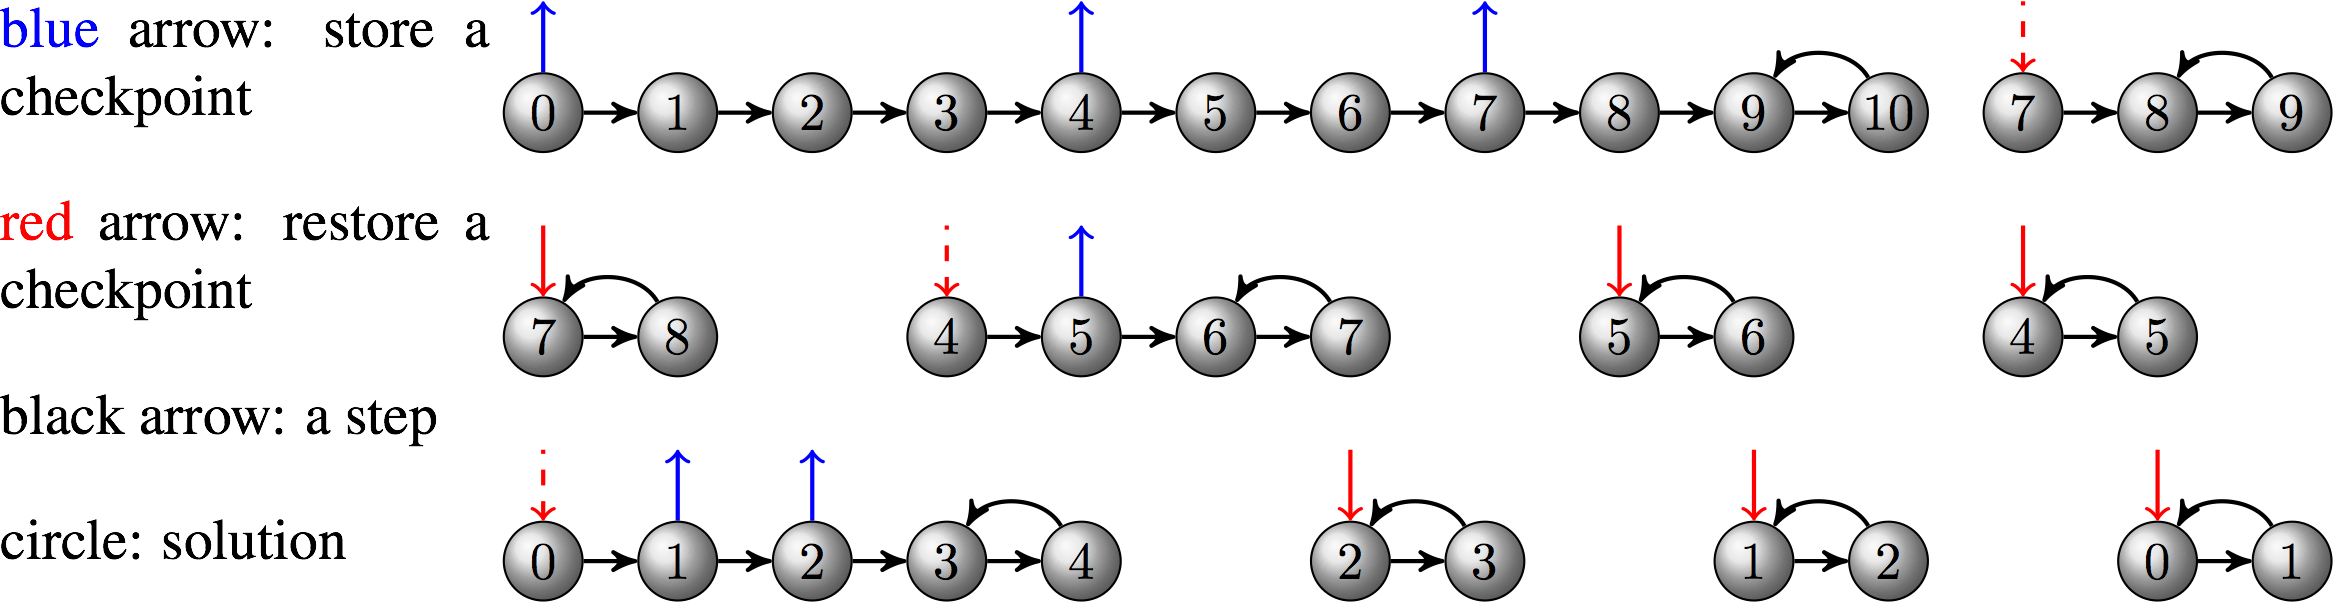 blue arrow: store a
checkpoint
0 1 2 3 4 5 6 7 8 9 10 7 8 9
red arrow: restore a
checkpoint
7 8 4 5 6 7 5 6 4 5
black arrow: a step
circle: solution
0 1 2 3 4 2 3 1 2 0 1